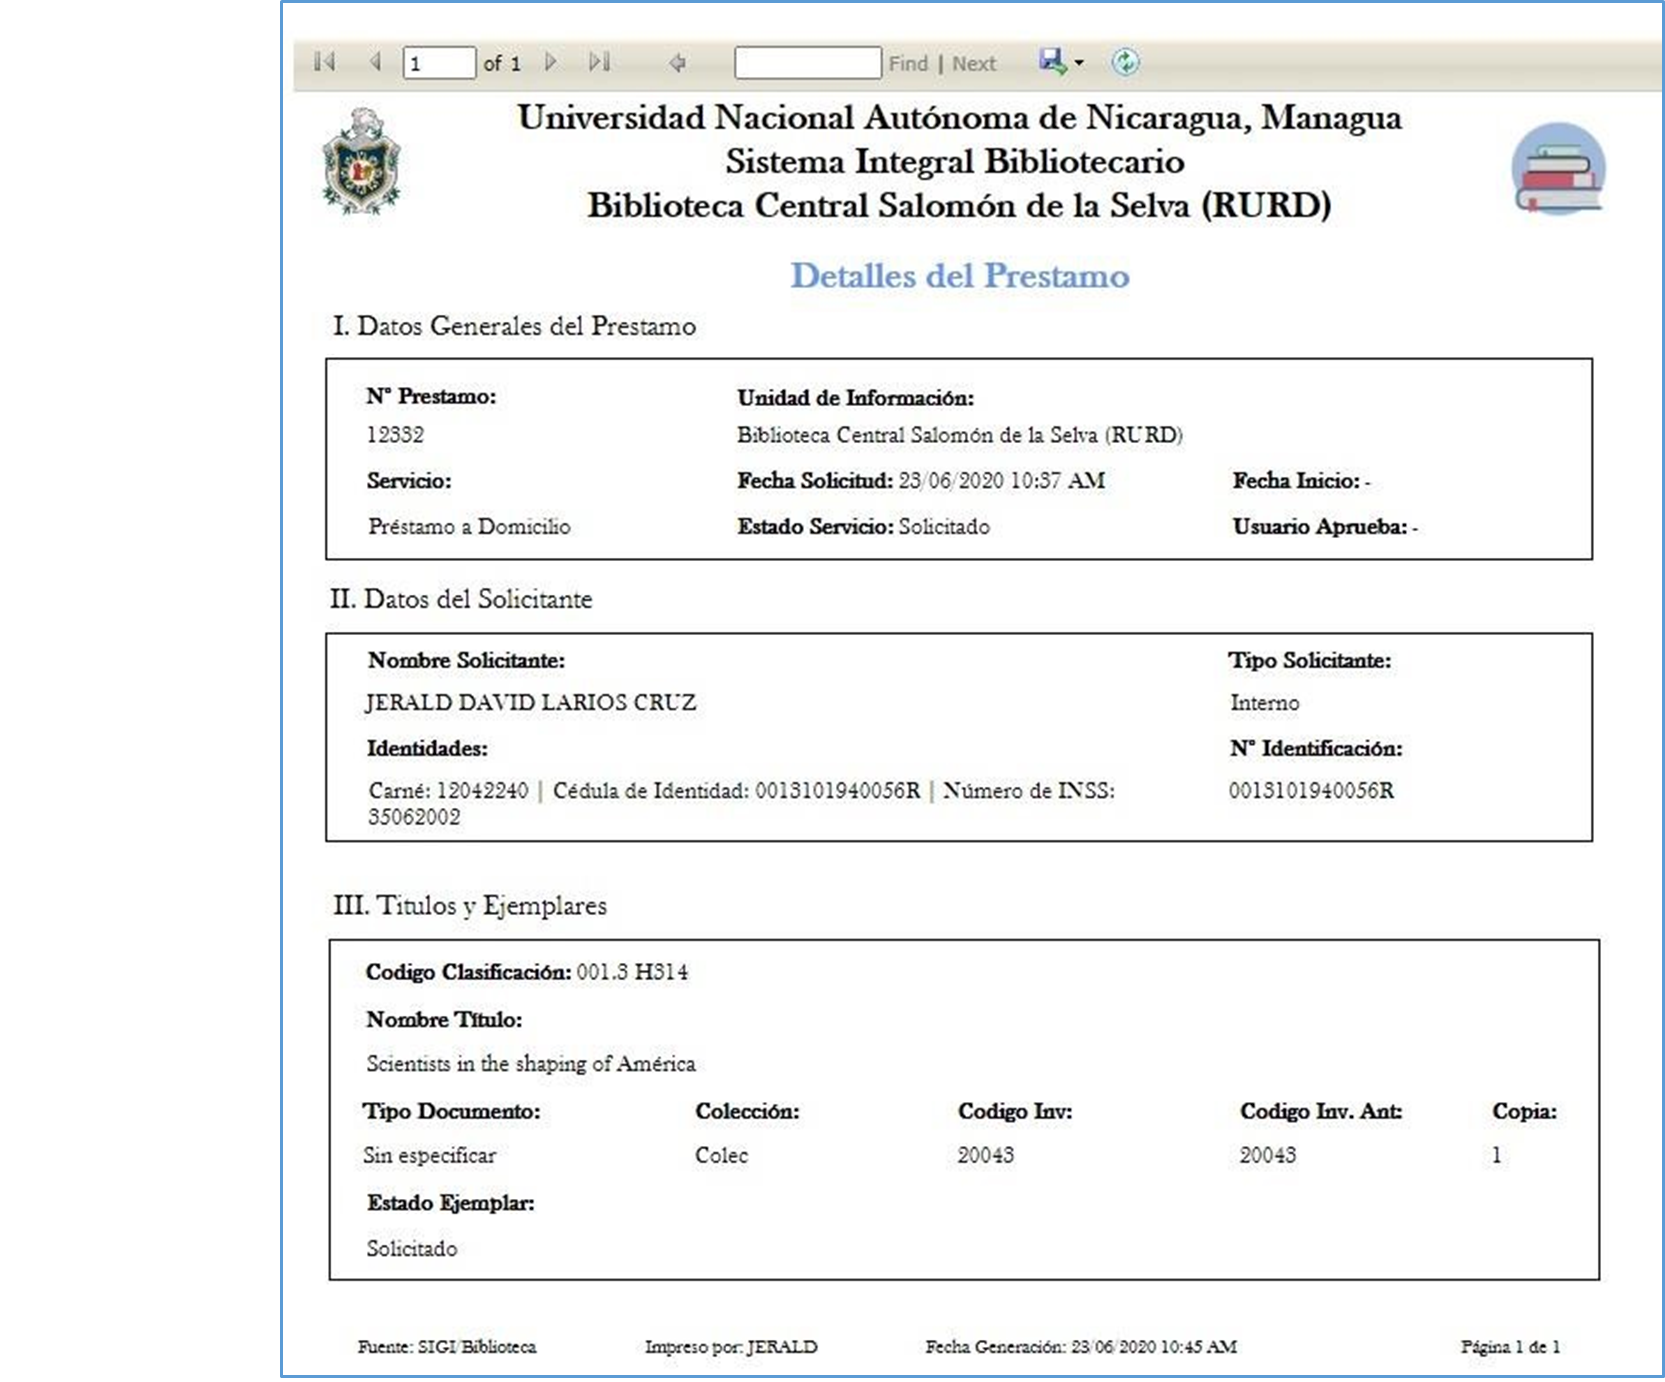 1 of 1 Find | Next
Universidad Nacional Autónoma de Nicaragua, Managua
Sistema Integral Bibliotecario
Biblioteca Central Salomón de la Selva (RURD)
Detalles del Prestamo
I. Datos Generales del Prestamo
N° Prestamo: Unidad de Información:
12332 Biblioteca Central Salomón de la Selva (RURD)
Servicio: Fecha Solicitud: 23/06/2020 10:37 AM Fecha Inicio: -
Préstamo a Domicilio Estado Servicio: Solicitado Usuario Aprueba: -
II. Datos del Solicitante
Nombre Solicitante: Tipo Solicitante:
JERALD DAVID LARIOS CRUZ Interno
Identidades: N° Identificación:
Carné: 12042240 | Cédula de Identidad: 0013101940056R | Número de INSS: 0013101940056R
35062002
III. Titulos y Ejemplares
Codigo Clasificación: 001.3 H314
Nombre Título:
Scientists in the shaping of América
Tipo Documento: Colección: Codigo Inv: Codigo Inv. Ant: Copia:
Sin especificar Colec 20043 20043 1
Estado Ejemplar:
Solicitado
Fuente: SIGI/Biblioteca Impreso por: JERALD Fecha Generación: 23/06/2020 10:45 AM Página 1 de 1